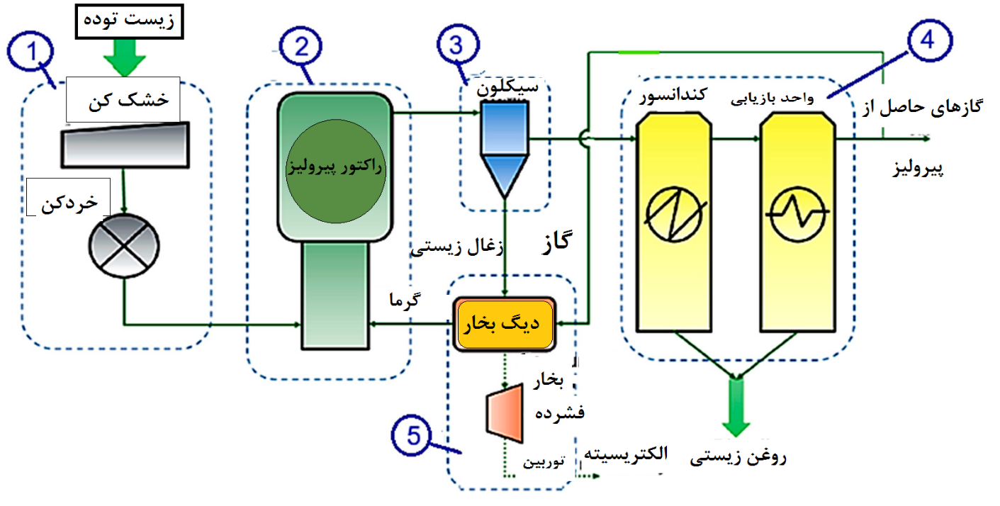 زیست توده
1
خشک کن
خردکن
2
راکتور پیرولیز
3
سیکلون
4
کندانسور
واحد بازیابی
گازهای حاصل از
پیرولیز
زغال زیستی
گاز
گرما
دیگ بخار
بخار
فشرده
5
توربین
الکتریسیته
روغن زیستی